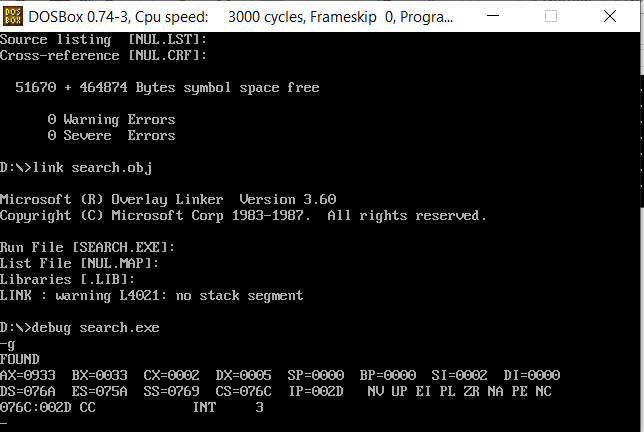 DOS BOX DOSBox 0.74-3, Cpu speed: 3000 cycles, Frameskip 0, Progra...
Source listing [NUL.LST]:
Cross-reference [NUL.CRF]:
51670 + 464874 Bytes symbol space free
0 Warning Errors
0 Severe Errors
D:\>link search.obj
Microsoft (R) Overlay Linker Version 3.60
Copyright (C) Microsoft Corp 1983-1987. All rights reserved.
Run File [SEARCH.EXE]:
List File [NUL.MAP]:
Libraries [.LIB]:
LINK : warning L4021: no stack segment
D:\>debug search.exe
-g
FOUND
AX=0933 BX=0033 CX=0002 DX=0005 SP=0000 BP=0000 SI=0002 DI=0000
DS=076A ES=075A SS=0769 CS=076C IP=002D NV UP EI PL ZR NA PE NC
076C:002D CC INT 3
-